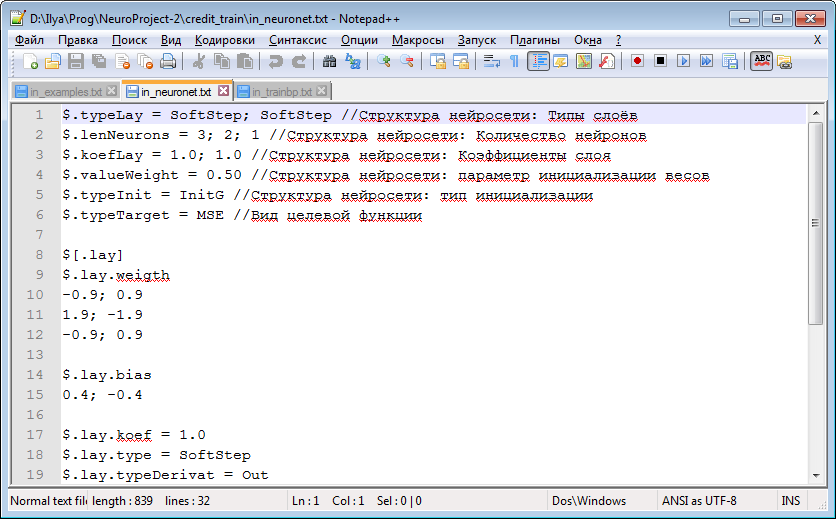 D:\Ilya\Prog\NeuroProject-2\credit_train\in_neuronet.txt - Notepad++
Файл Правка Поиск Вид Кодировки Синтаксис Опции Макросы Запуск Плагины Окна ? X
in_examples.txt in_neuronet.txt in_trainbp.txt
1 $.typeLay = SoftStep; SoftStep //Структура нейросети: Типы слоёв
2 $.lenNeurons = 3; 2; 1 //Структура нейросети: Количество нейронов
3 $.koefLay = 1.0; 1.0 //Структура нейросети: Коэффициенты слоя
4 $.valueWeight = 0.50 //Структура нейросети: параметр инициализации весов
5 $.typeInit = InitG //Структура нейросети: тип инициализации
6 $.typeTarget = MSE //Вид целевой функции
7
8 $[.lay]
9 $.lay.weigth
10 -0.9; 0.9
11 1.9; -1.9
12 -0.9; 0.9
13
14 $.lay.bias
15 0.4; -0.4
16
17 $.lay.koef = 1.0
18 $.lay.type = SoftStep
19 $.lay.typeDerivat = Out
Normal text file length : 839 lines : 32 Ln : 1 Col : 1 Sel : 0 | 0 Dos\Windows ANSI as UTF-8 INS